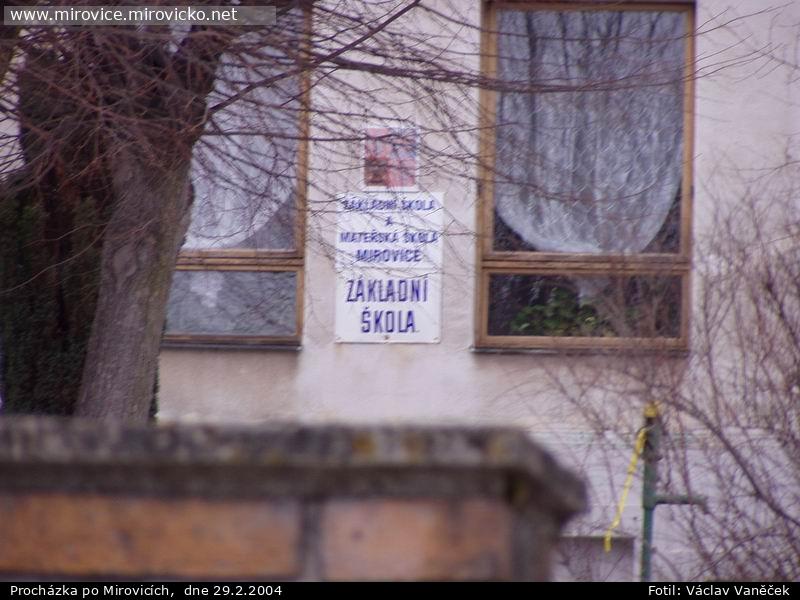 www.mirovice.mirovicko.net
ZÁKLADNÍ ŠKOLA
A
MATEŘSKÁ ŠKOLA
MIROVICE
ZÁKLADNÍ
ŠKOLA
Procházka po Mirovicích, dne 29.2.2004
Fotil: Václav Vaněček